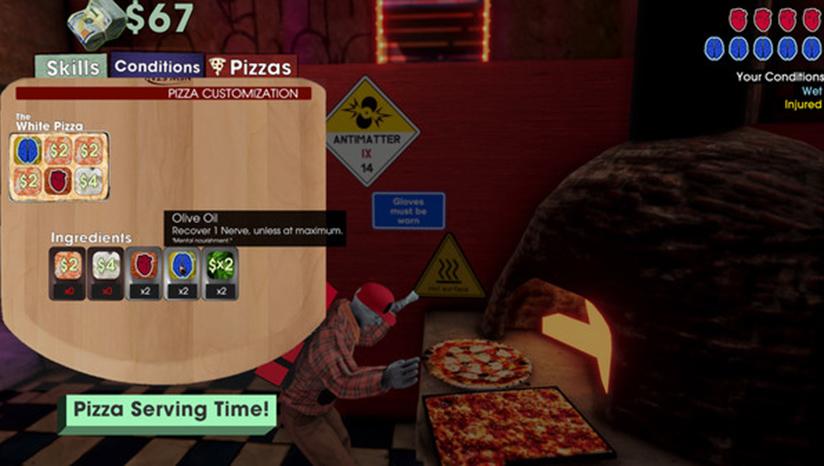 $67
Skills
Conditions
Pizzas
PIZZA CUSTOMIZATION
The
White Pizza
$2
$2
$2
$4
Olive Oil
Recover 1 Nerve, unless at maximum.
"Mental nourishment."
Ingredients
$2
$4
$x2
x0
x0
x2
x2
x2
Pizza Serving Time!
ANTIMATTER
IX
14
Gloves
must be
worn
Hot surface
Your Conditions
Wet
Injured